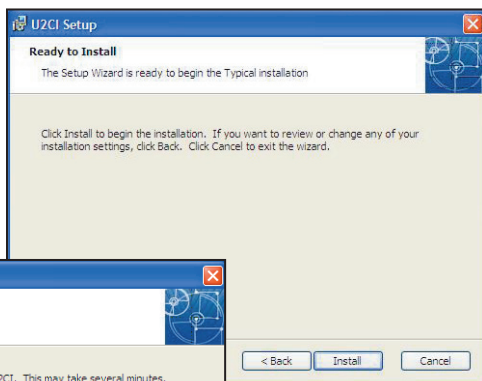 U2CI Setup
Ready to Install
The Setup Wizard is ready to begin the Typical installation
Click Install to begin the installation. If you want to review or change any of your
installation settings, click Back. Click Cancel to exit the wizard.
< Back Install Cancel
2CI. This may take several minutes.